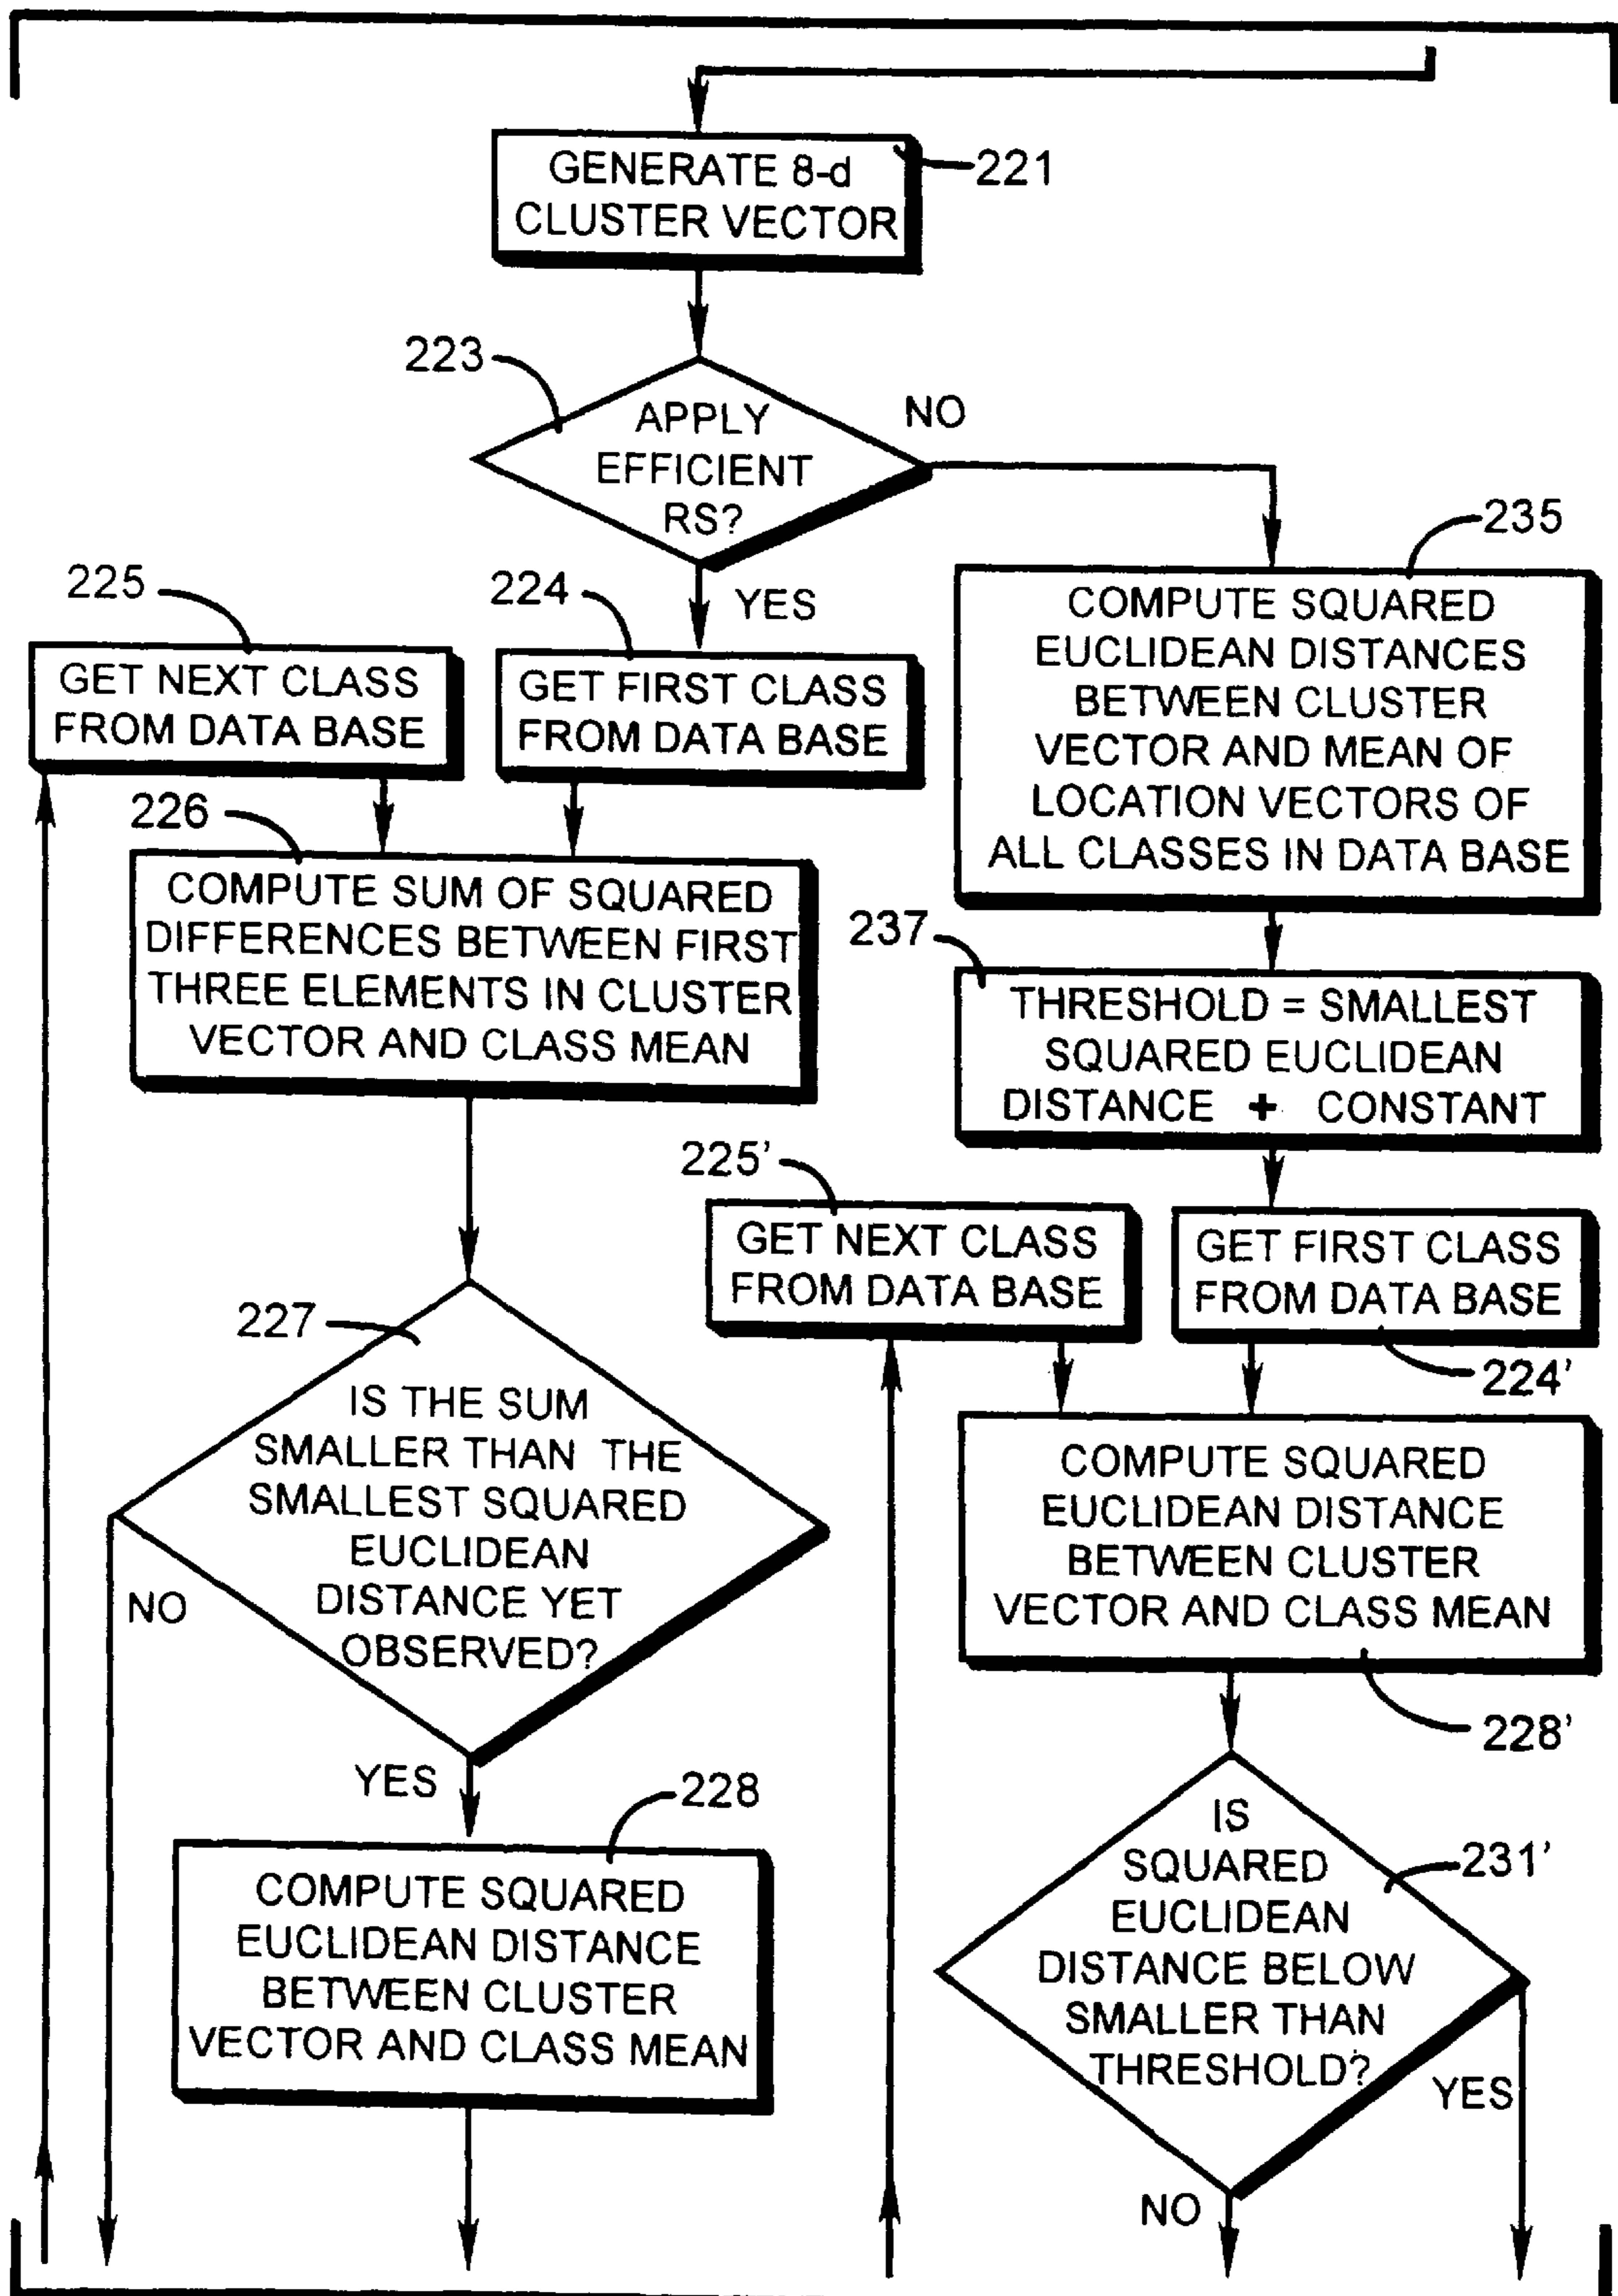 GENERATE 8-d
CLUSTER VECTOR
221
223
APPLY
EFFICIENT
RS?
NO
YES
235
COMPUTE SQUARED
EUCLIDEAN DISTANCES
BETWEEN CLUSTER
VECTOR AND MEAN OF
LOCATION VECTORS OF
ALL CLASSES IN DATA BASE
225
GET NEXT CLASS
FROM DATA BASE
224
GET FIRST CLASS
FROM DATA BASE
226
COMPUTE SUM OF SQUARED
DIFFERENCES BETWEEN FIRST
THREE ELEMENTS IN CLUSTER
VECTOR AND CLASS MEAN
237
THRESHOLD = SMALLEST
SQUARED EUCLIDEAN
DISTANCE + CONSTANT
225'
GET NEXT CLASS
FROM DATA BASE
GET FIRST CLASS
FROM DATA BASE
224'
227
IS THE SUM
SMALLER THAN THE
SMALLEST SQUARED
EUCLIDEAN
DISTANCE YET
OBSERVED?
NO
YES
COMPUTE SQUARED
EUCLIDEAN DISTANCE
BETWEEN CLUSTER
VECTOR AND CLASS MEAN
228'
228
COMPUTE SQUARED
EUCLIDEAN DISTANCE
BETWEEN CLUSTER
VECTOR AND CLASS MEAN
IS
SQUARED
EUCLIDEAN
DISTANCE BELOW
SMALLER THAN
THRESHOLD?
231'
YES
NO